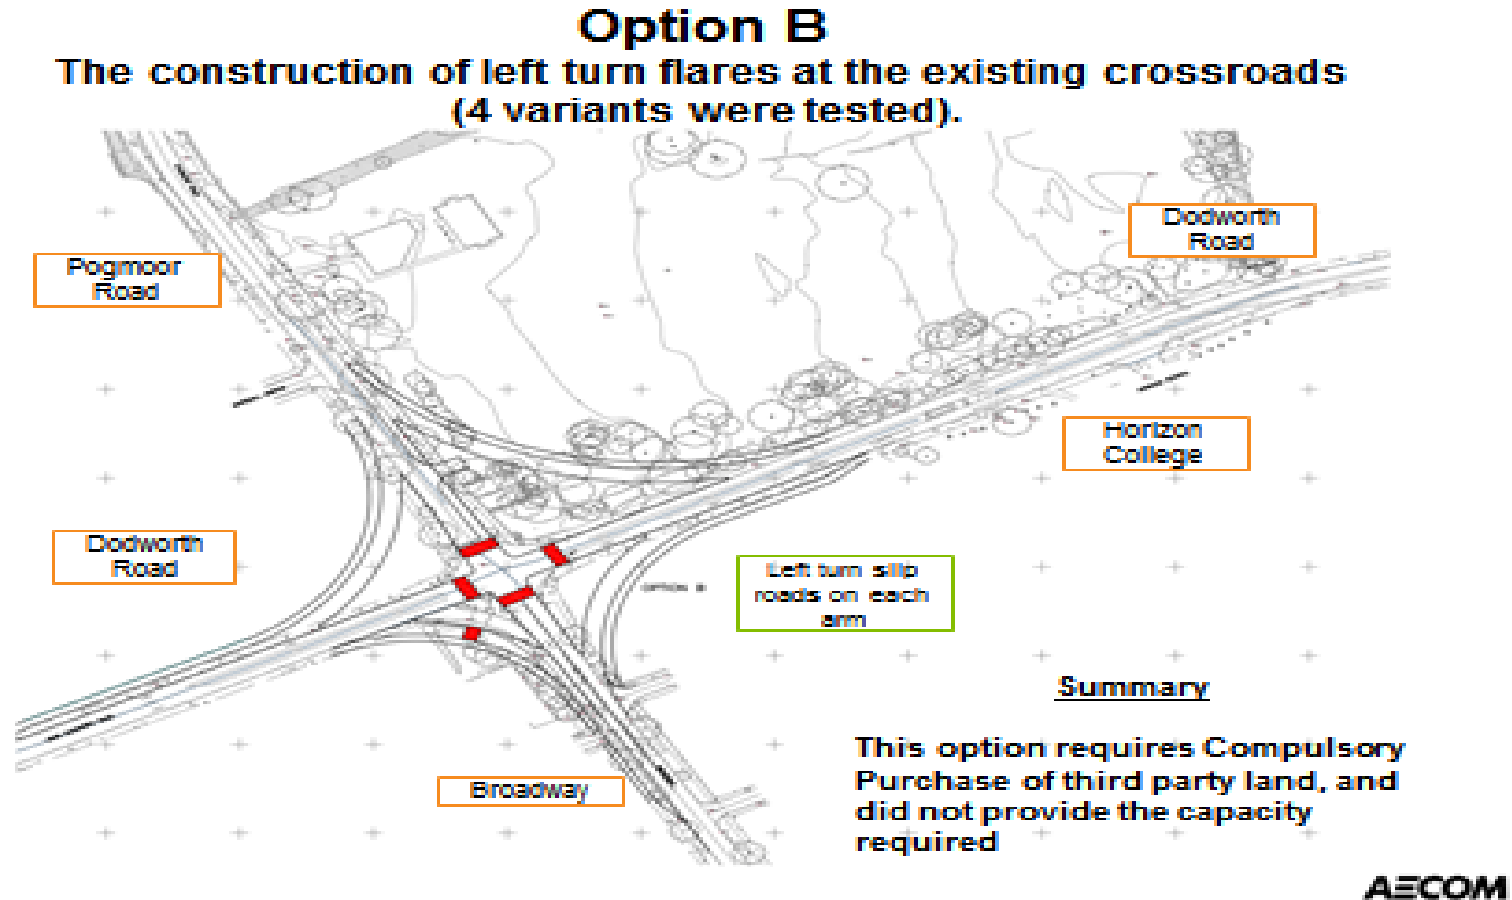 Option B
The construction of left turn flares at the existing crossroads
(4 variants were tested).
Dodworth
Road
Pogmoor
Road
Horizon
College
Dodworth
Road
Left turn slip
roads on each
arm
OPTION B
Summary
Broadway
This option requires Compulsory
Purchase of third party land, and
did not provide the capacity
required
AECOM